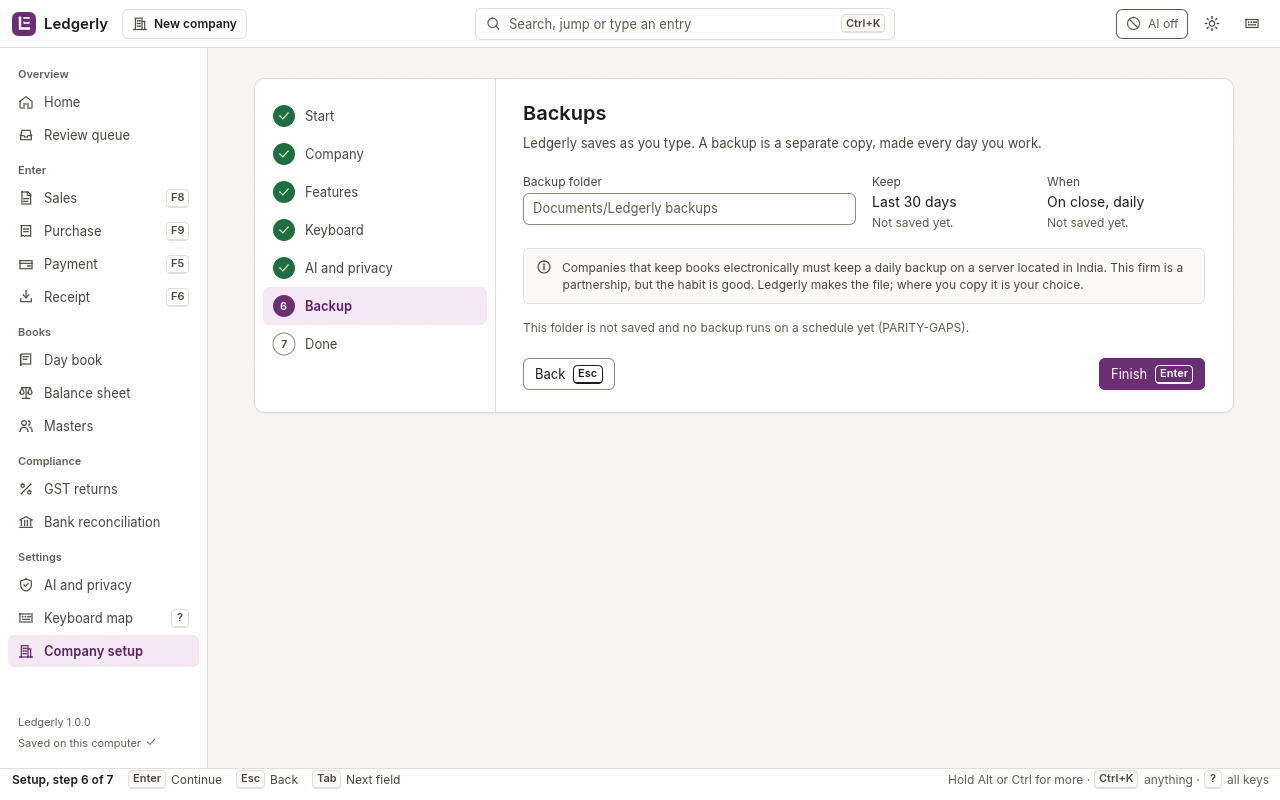 Ledgerly
New company
Search, jump or type an entry
Ctrl+K
AI off
Overview
Home
Review queue
Enter
Sales F8
Purchase F9
Payment F5
Receipt F6
Books
Day book
Balance sheet
Masters
Compliance
GST returns
Bank reconciliation
Settings
AI and privacy
Keyboard map ?
Company setup
Ledgerly 1.0.0
Saved on this computer
Start
Company
Features
Keyboard
AI and privacy
6 Backup
7 Done
Backups
Ledgerly saves as you type. A backup is a separate copy, made every day you work.
Backup folder
Documents/Ledgerly backups
Keep
Last 30 days
Not saved yet.
When
On close, daily
Not saved yet.
Companies that keep books electronically must keep a daily backup on a server located in India. This firm is a
partnership, but the habit is good. Ledgerly makes the file; where you copy it is your choice.
This folder is not saved and no backup runs on a schedule yet (PARITY-GAPS).
Back Esc
Finish Enter
Setup, step 6 of 7 Enter Continue Esc Back Tab Next field
Hold Alt or Ctrl for more · Ctrl+K anything · ? all keys